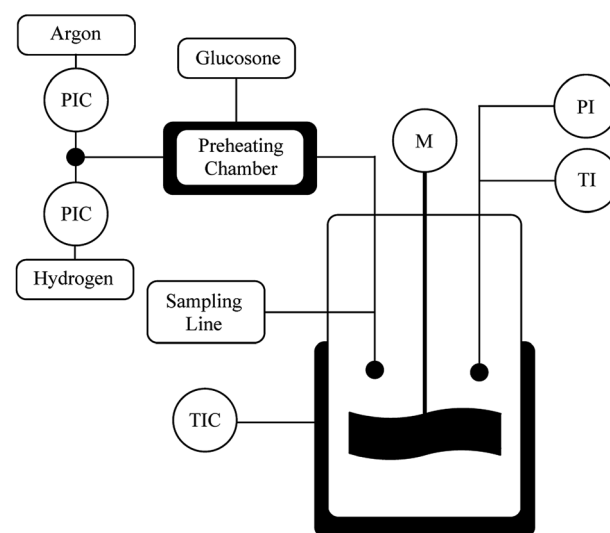 Argon
PIC
Glucosone
PI
M
Preheating
Chamber
TI
PIC
Hydrogen
Sampling
Line
TIC